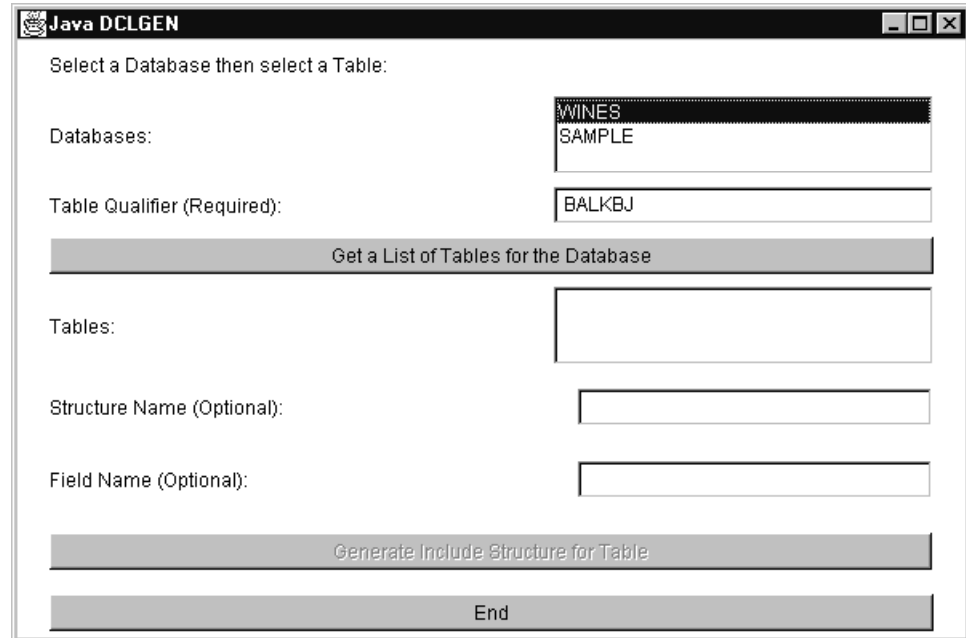 Java DCLGEN
Select a Database then select a Table:
WINES
Databases:
SAMPLE
Table Qualifier (Required):
BALKBJ
Get a List of Tables for the Database
Tables:
Structure Name (Optional):
Field Name (Optional):
Generate Include Structure for Table
End